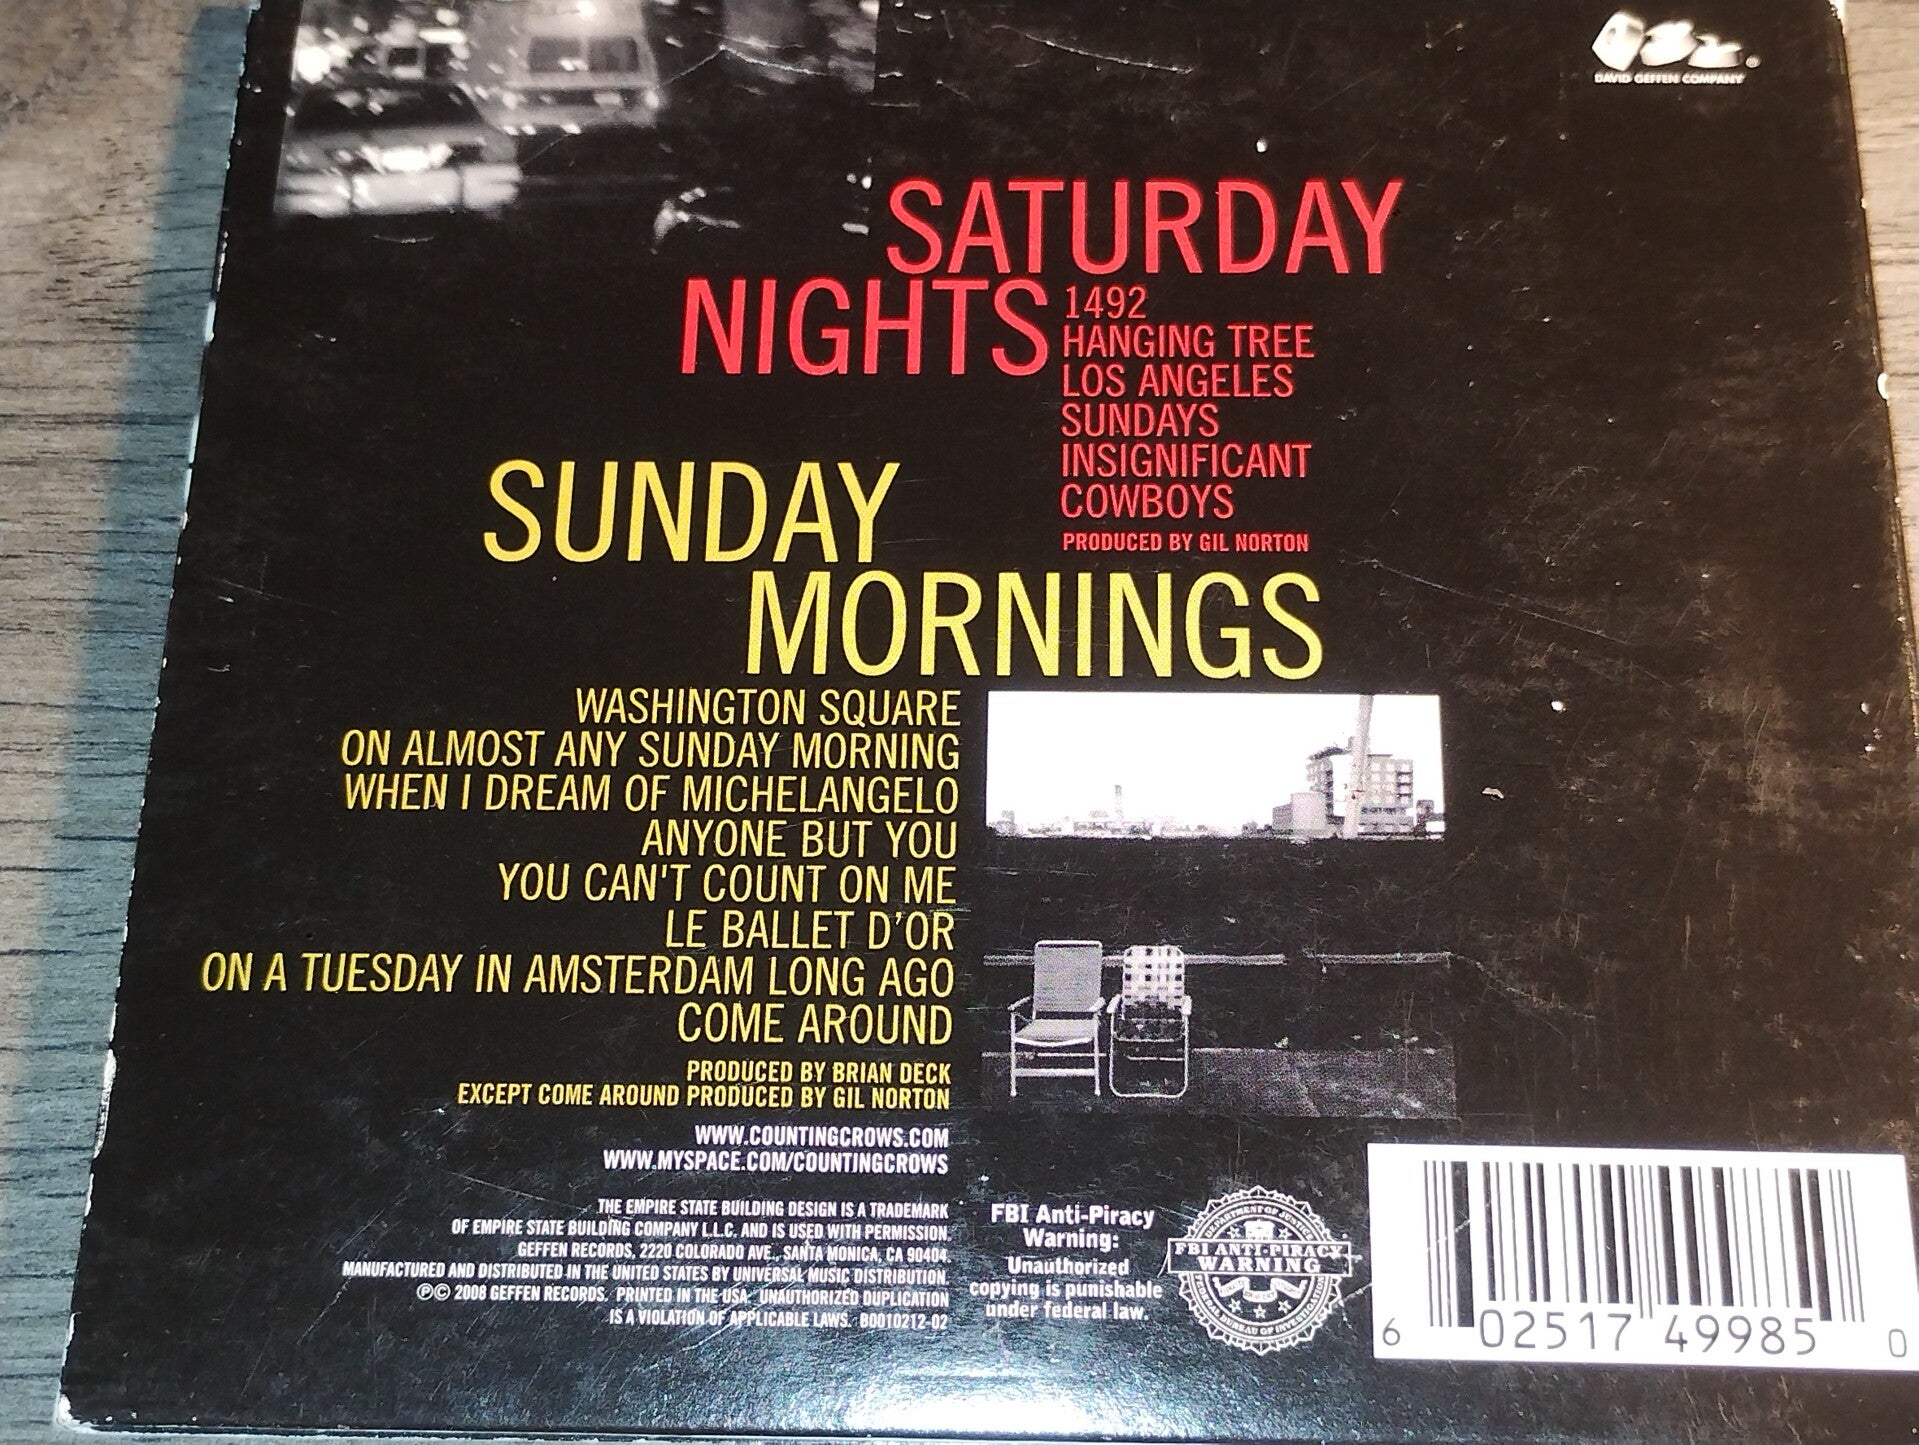 DAVID GEFFEN COMPANY
SATURDAY
NIGHTS
1492
HANGING TREE
LOS ANGELES
SUNDAYS
INSIGNIFICANT
COWBOYS
PRODUCED BY GIL NORTON
SUNDAY
MORNINGS
WASHINGTON SQUARE
ON ALMOST ANY SUNDAY MORNING
WHEN I DREAM OF MICHELANGELO
ANYONE BUT YOU
YOU CAN'T COUNT ON ME
LE BALLET D'OR
ON A TUESDAY IN AMSTERDAM LONG AGO
COME AROUND
PRODUCED BY BRIAN DECK
EXCEPT COME AROUND PRODUCED BY GIL NORTON
WWW.COUNTINGCROWS.COM
WWW.MYSPACE.COM/COUNTINGCROWS
THE EMPIRE STATE BUILDING DESIGN IS A TRADEMARK
OF EMPIRE STATE BUILDING COMPANY L.L.C. AND IS USED WITH PERMISSION.
GEFFEN RECORDS, 2220 COLORADO AVE., SANTA MONICA, CA 90404.
MANUFACTURED AND DISTRIBUTED IN THE UNITED STATES BY UNIVERSAL MUSIC DISTRIBUTION.
℗© 2008 GEFFEN RECORDS. PRINTED IN THE USA. UNAUTHORIZED DUPLICATION
IS A VIOLATION OF APPLICABLE LAWS. B0010212-02
FBI Anti-Piracy
Warning:
Unauthorized
copying is punishable
under federal law.
DEPARTMENT OF JUSTICE
FBI ANTI-PIRACY
WARNING
FEDERAL BUREAU OF INVESTIGATION
6 02517 49985 0